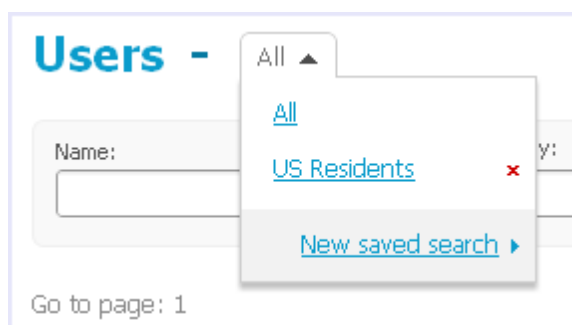 Users - All
All
Name:
y:
US Residents
New saved search
Go to page: 1